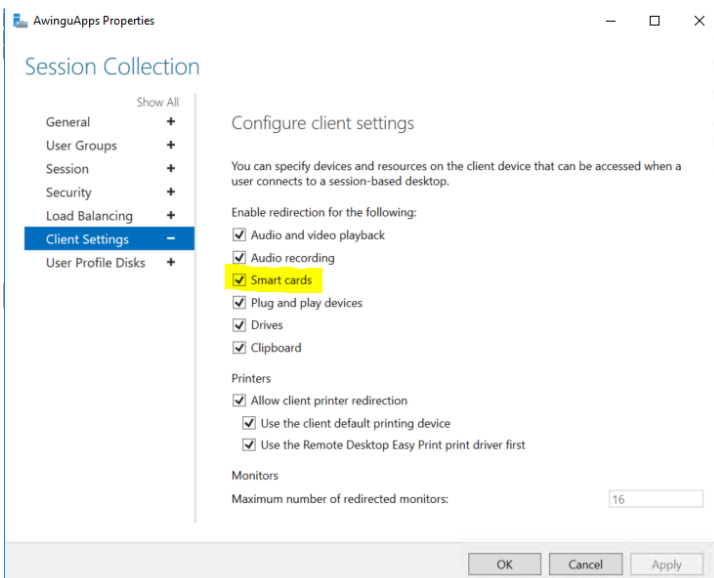 AwinguApps Properties
Session Collection
Show All
General
User Groups
Session
Security
Load Balancing
Client Settings
User Profile Disks
Configure client settings
You can specify devices and resources on the client device that can be accessed when a
user connects to a session-based desktop.
Enable redirection for the following:
Audio and video playback
Audio recording
Smart cards
Plug and play devices
Drives
Clipboard
Printers
Allow client printer redirection
Use the client default printing device
Use the Remote Desktop Easy Print print driver first
Monitors
Maximum number of redirected monitors: 16
OK Cancel Apply